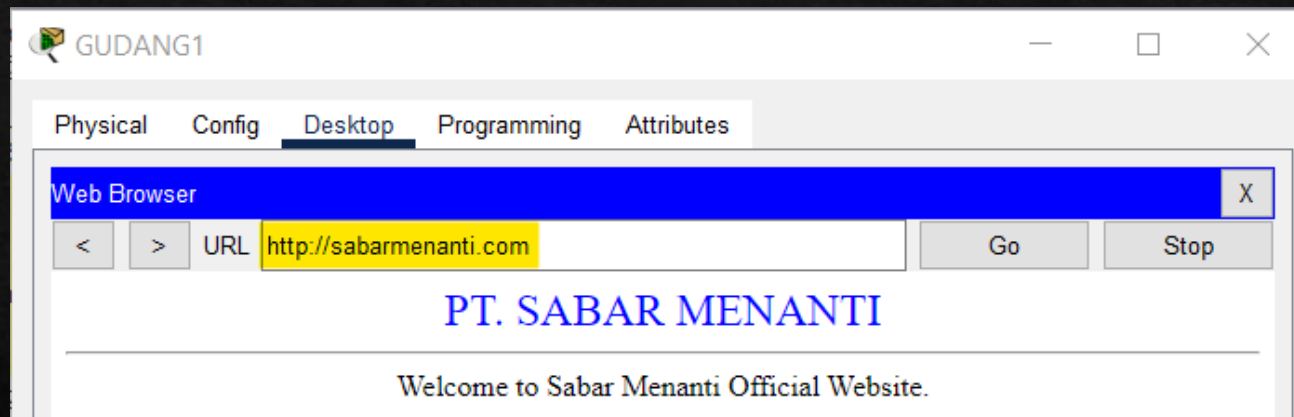 GUDANG1
Physical Config Desktop Programming Attributes
Web Browser X
< > URL http://sabarmenanti.com Go Stop
PT. SABAR MENANTI
Welcome to Sabar Menanti Official Website.